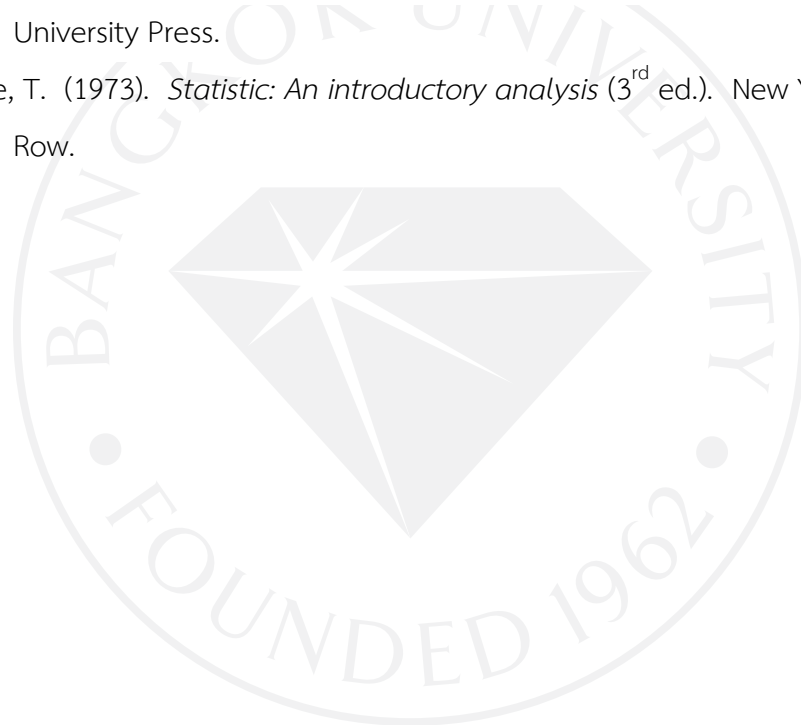 University Press.
e, T. (1973). Statistic: An introductory analysis (3rd ed.). New Y
Row.
BANGKOK UNIVERSITY
• FOUNDED 1962 •